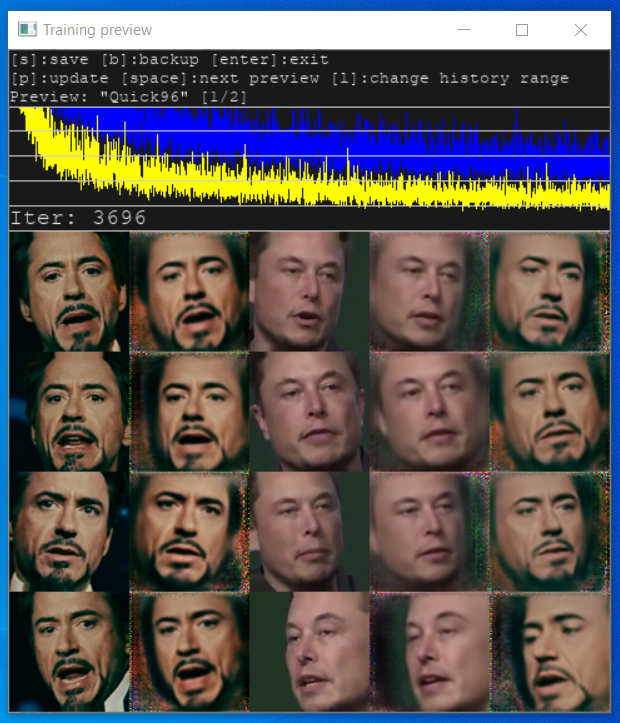 Training preview
[s]:save [b]:backup [enter]:exit
[p]:update [space]:next preview [l]:change history range
Preview: "Quick96" [1/2]
Iter: 3696